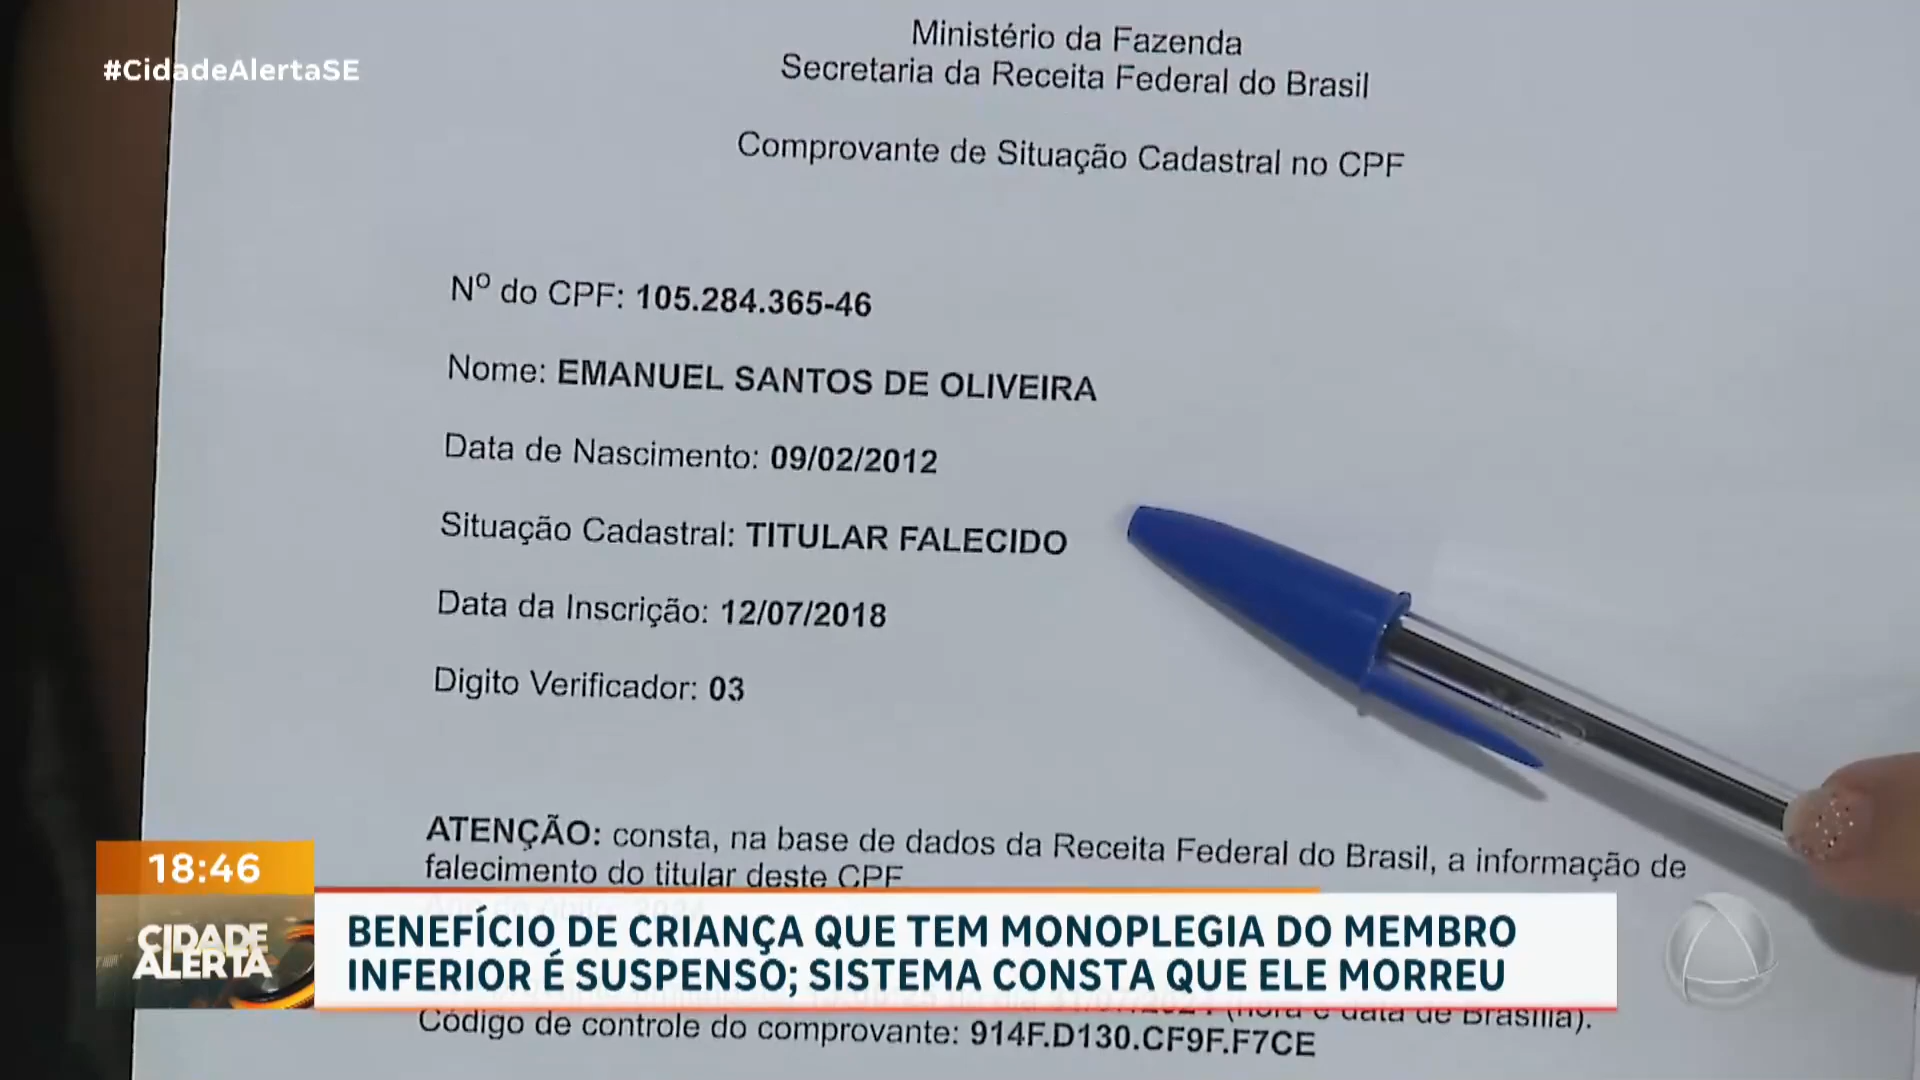 #CidadeAlertaSE
Ministério da Fazenda
Secretaria da Receita Federal do Brasil
Comprovante de Situação Cadastral no CPF
Nº do CPF: 105.284.365-46
Nome: EMANUEL SANTOS DE OLIVEIRA
Data de Nascimento: 09/02/2012
Situação Cadastral: TITULAR FALECIDO
Data da Inscrição: 12/07/2018
Digito Verificador: 03
ATENÇÃO: consta, na base de dados da Receita Federal do Brasil, a informação de
falecimento do titular deste CPF
18:46
CIDADE
ALERTA
BENEFÍCIO DE CRIANÇA QUE TEM MONOPLEGIA DO MEMBRO
INFERIOR É SUSPENSO; SISTEMA CONSTA QUE ELE MORREU
(hora e data de Brasília).
Código de controle do comprovante: 914F.D130.CF9F.F7CE